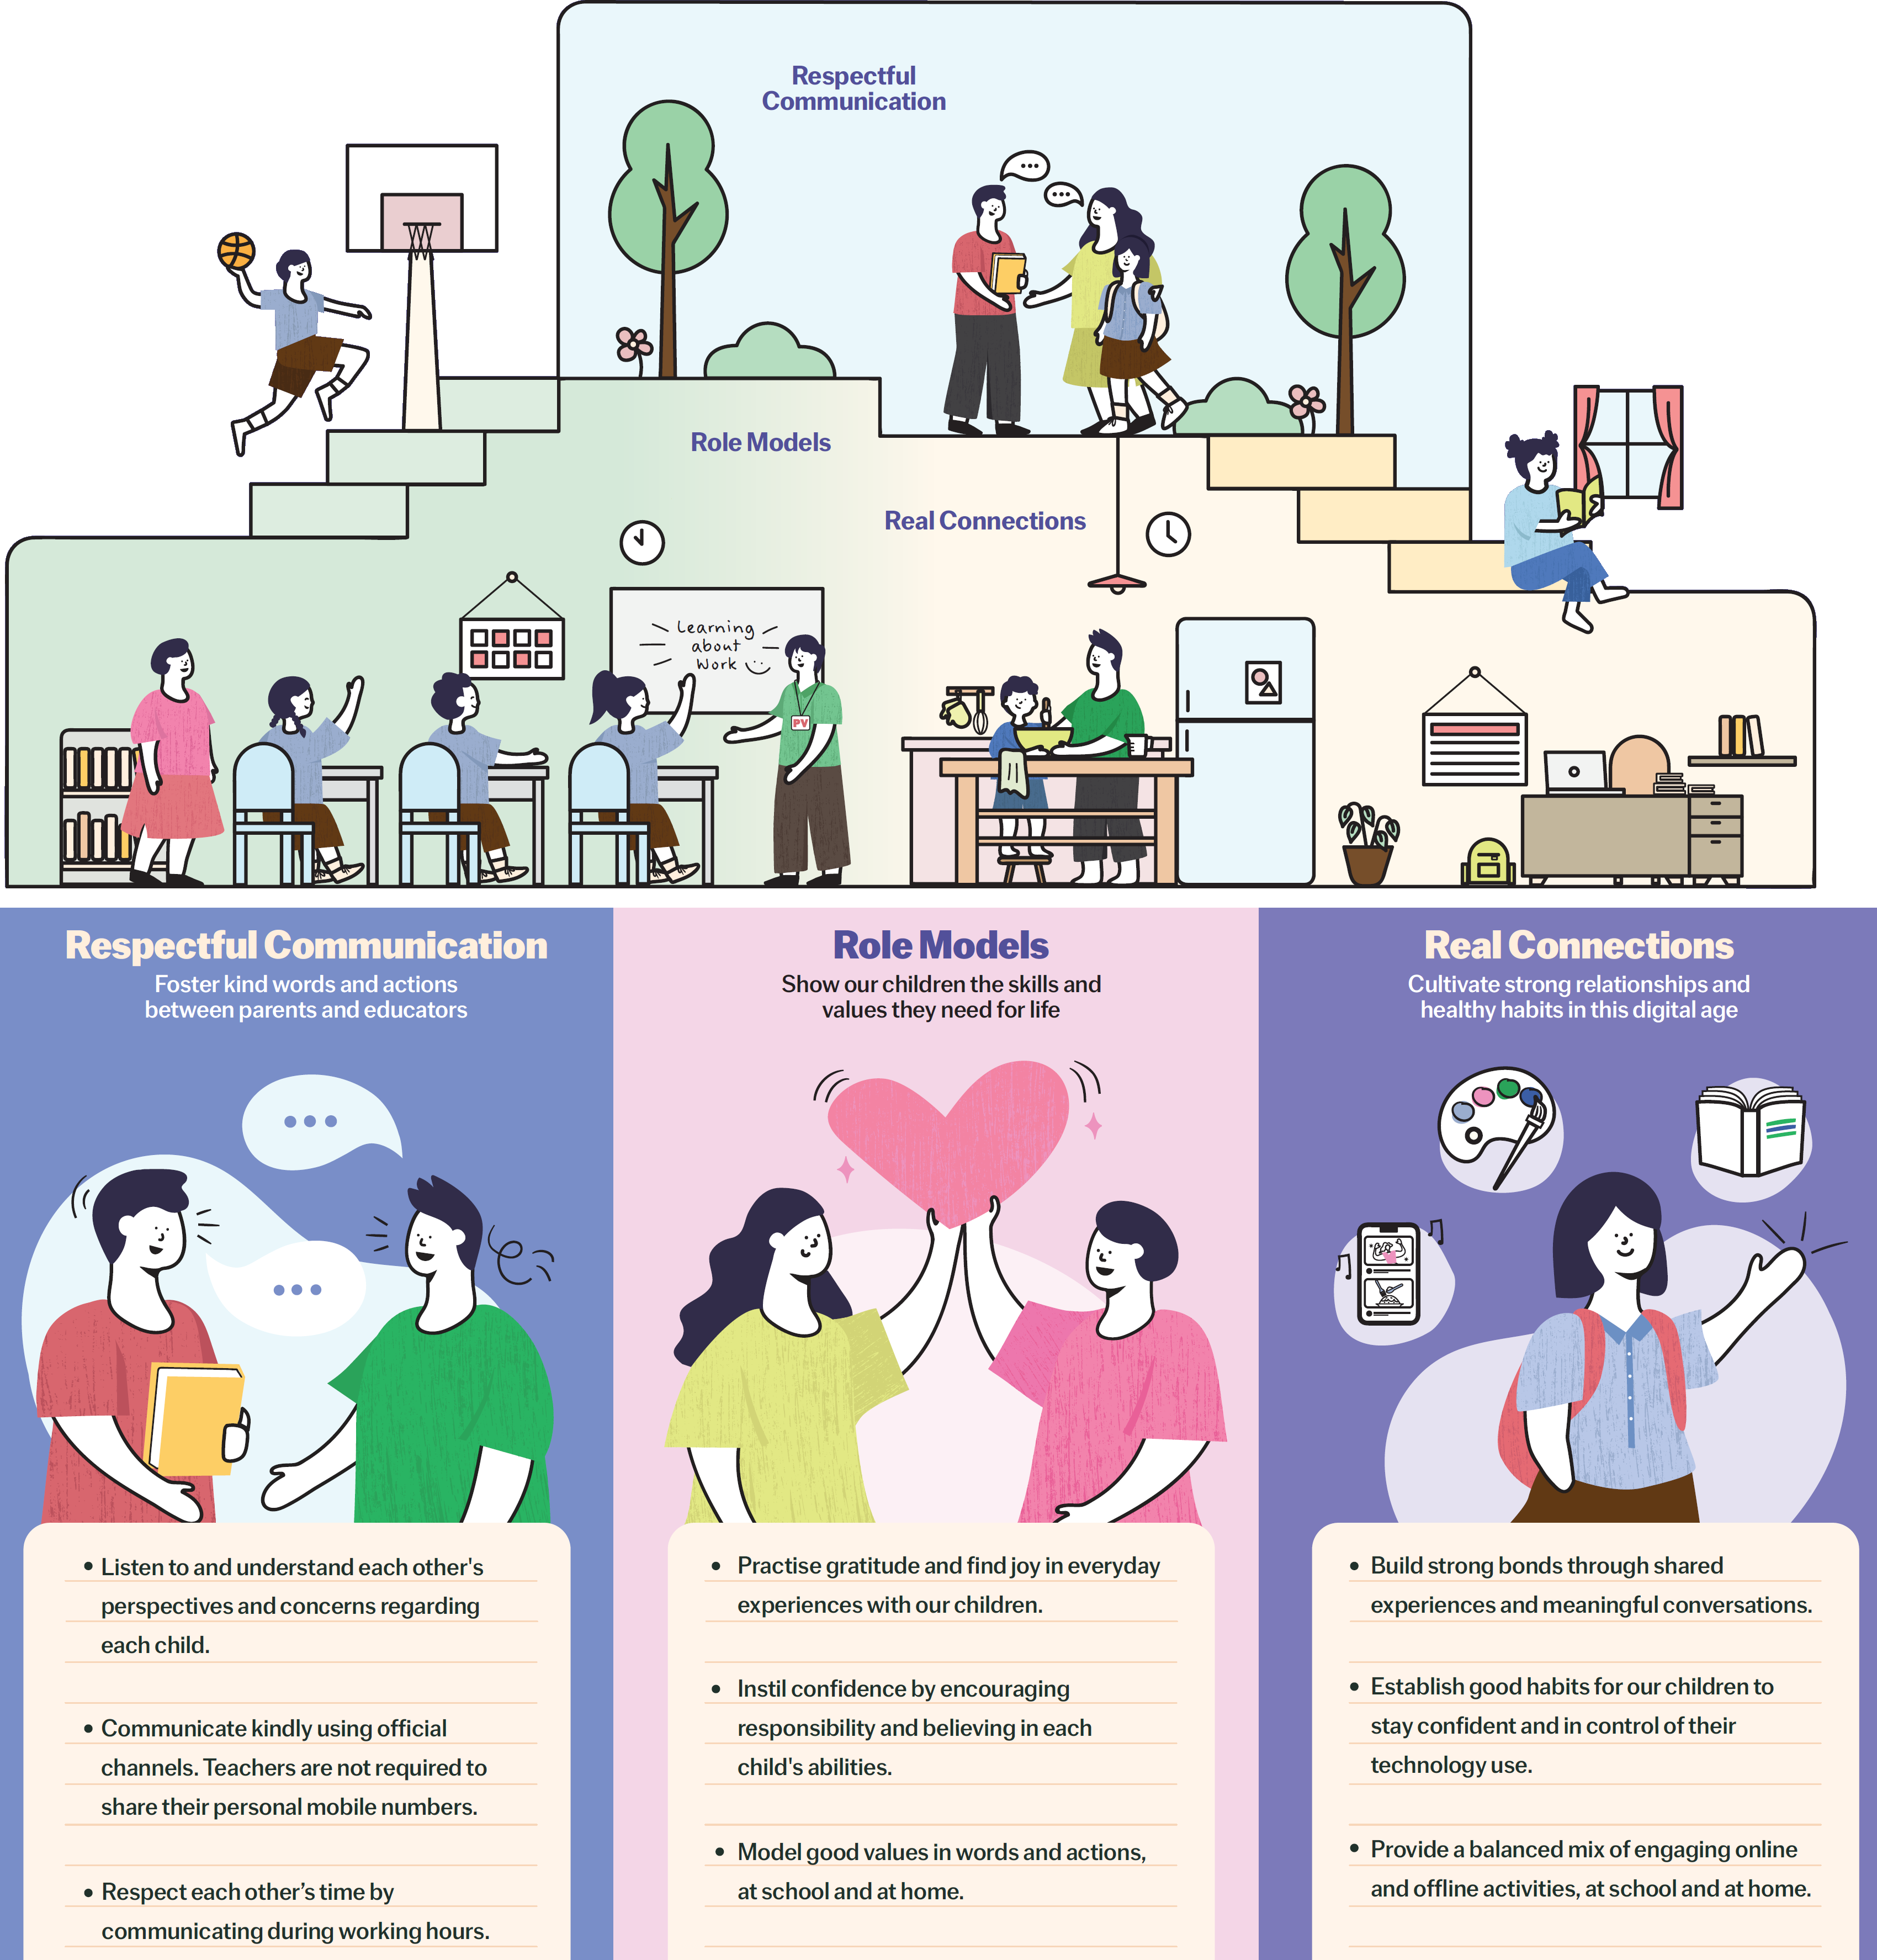 Respectful
Communication
Role Models
Real Connections
Learning
about
Work
PV
Respectful Communication
Foster kind words and actions
between parents and educators
• Listen to and understand each other's
perspectives and concerns regarding
each child.
• Communicate kindly using official
channels. Teachers are not required to
share their personal mobile numbers.
• Respect each other’s time by
communicating during working hours.
Role Models
Show our children the skills and
values they need for life
• Practise gratitude and find joy in everyday
experiences with our children.
• Instil confidence by encouraging
responsibility and believing in each
child's abilities.
• Model good values in words and actions,
at school and at home.
Real Connections
Cultivate strong relationships and
healthy habits in this digital age
• Build strong bonds through shared
experiences and meaningful conversations.
• Establish good habits for our children to
stay confident and in control of their
technology use.
• Provide a balanced mix of engaging online
and offline activities, at school and at home.